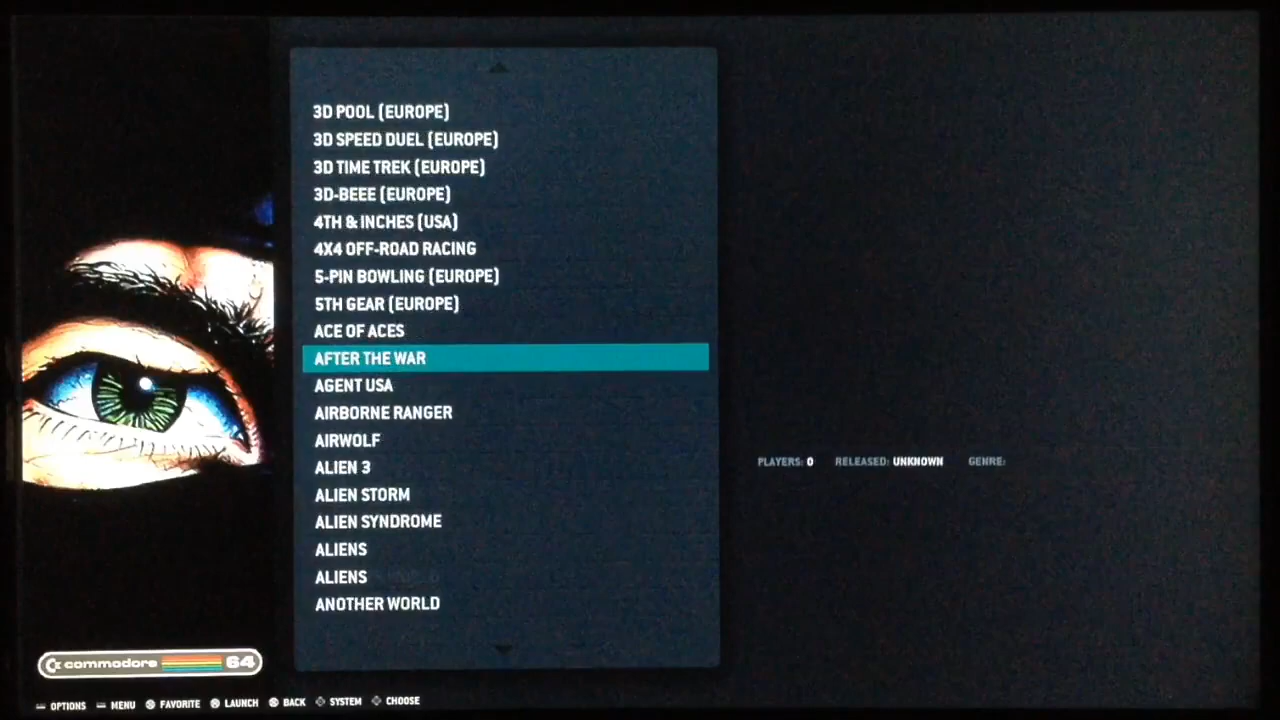 3D POOL (EUROPE)
3D SPEED DUEL (EUROPE)
3D TIME TREK (EUROPE)
3D-BEEE (EUROPE)
4TH & INCHES (USA)
4X4 OFF-ROAD RACING
5-PIN BOWLING (EUROPE)
5TH GEAR (EUROPE)
ACE OF ACES
AFTER THE WAR
AGENT USA
AIRBORNE RANGER
AIRWOLF
ALIEN 3
ALIEN STORM
ALIEN SYNDROME
ALIENS
ALIENS
ANOTHER WORLD
PLAYERS: 0 RELEASED: UNKNOWN GENRE:
commodore 64
OPTIONS MENU FAVORITE LAUNCH BACK SYSTEM CHOOSE